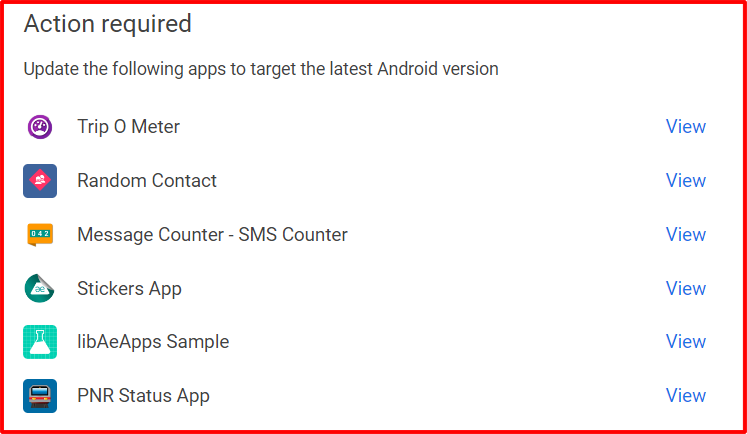 Action required
Update the following apps to target the latest Android version
Trip O Meter View
Random Contact View
042
Message Counter - SMS Counter View
ae
Stickers App View
libAeApps Sample View
PNR Status App View